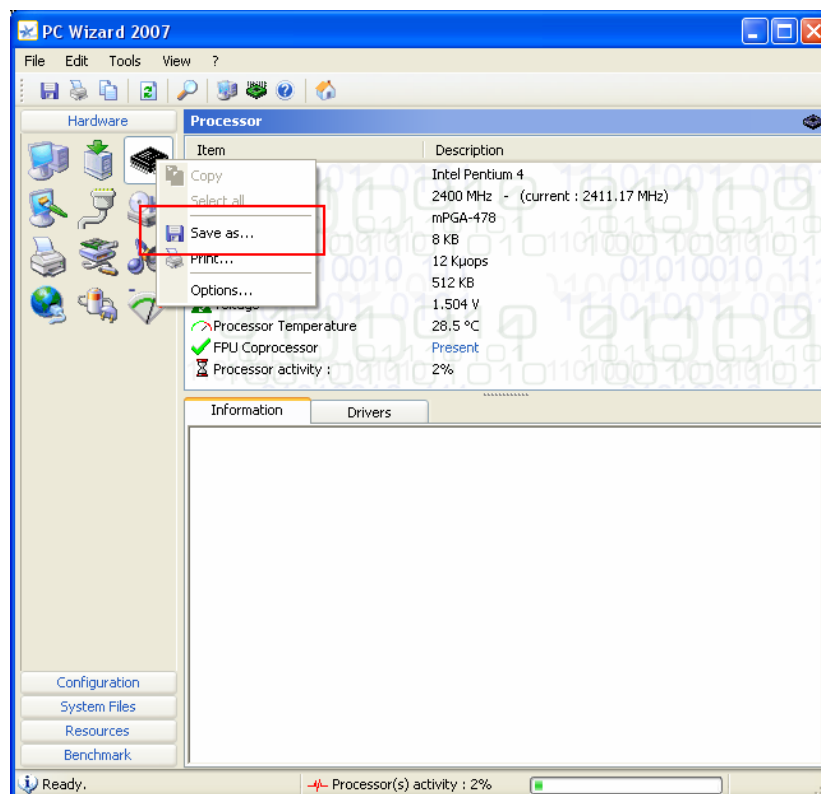 PC Wizard 2007
File Edit Tools View ?
Hardware
Processor
Item Description
Copy
Select all
Save as...
Print...
Options...
Intel Pentium 4
2400 MHz - (current : 2411.17 MHz)
mPGA-478
8 KB
12 Kμops
512 KB
Voltage 1.504 V
Processor Temperature 28.5 °C
FPU Coprocessor Present
Processor activity : 2%
Information Drivers
Configuration
System Files
Resources
Benchmark
Ready. Processor(s) activity : 2%